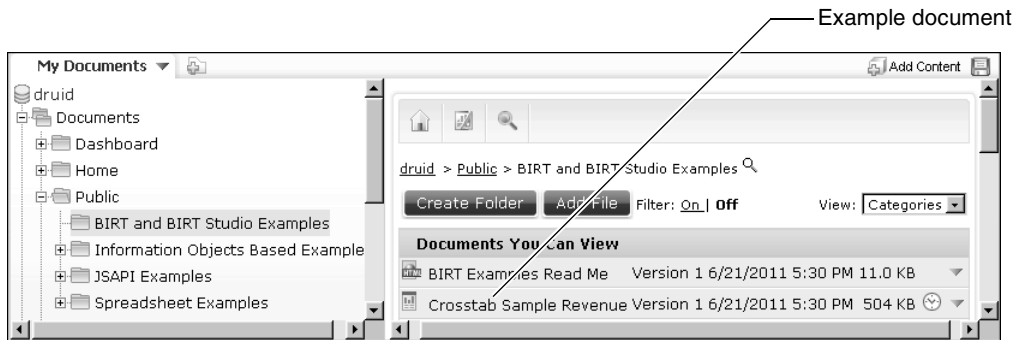 Example document
My Documents
Add Content
druid
Documents
Dashboard
Home
Public
BIRT and BIRT Studio Examples
Information Objects Based Example
JSAPI Examples
Spreadsheet Examples
druid > Public > BIRT and BIRT Studio Examples
Create Folder Add File Filter: On | Off View: Categories
Documents You Can View
BIRT Examples Read Me Version 1 6/21/2011 5:30 PM 11.0 KB
Crosstab Sample Revenue Version 1 6/21/2011 5:30 PM 504 KB